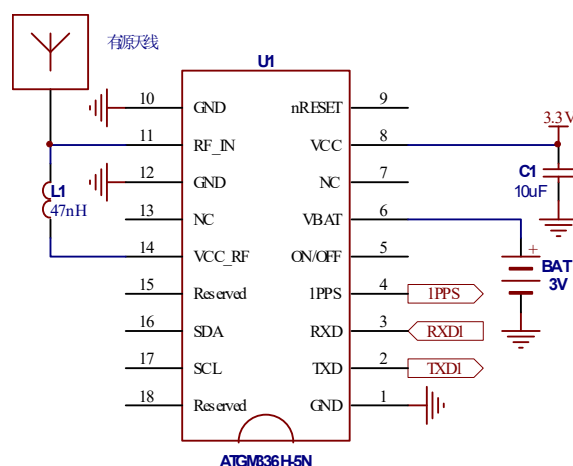 有源天线
U1
10 GND nRESET 9
11 RF_IN VCC 8
12 GND NC 7
13 NC VBAT 6
14 VCC_RF ON/OFF 5
15 Reserved 1PPS 4 1PPS
16 SDA RXD 3 RXD1
17 SCL TXD 2 TXD1
18 Reserved GND 1
ATGM336H-5N
L1
47nH
3.3V
C1
10uF
+
BAT
3V